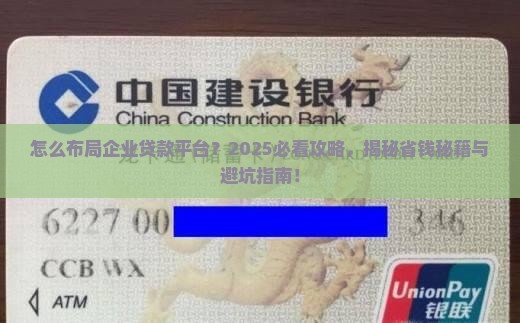 中国建设银行
China Construction Bank
怎么布局企业贷款平台？2025必看攻略，揭秘省钱秘籍与
避坑指南！
6227 00 346
CCB WX
ATM
UnionPay
银联